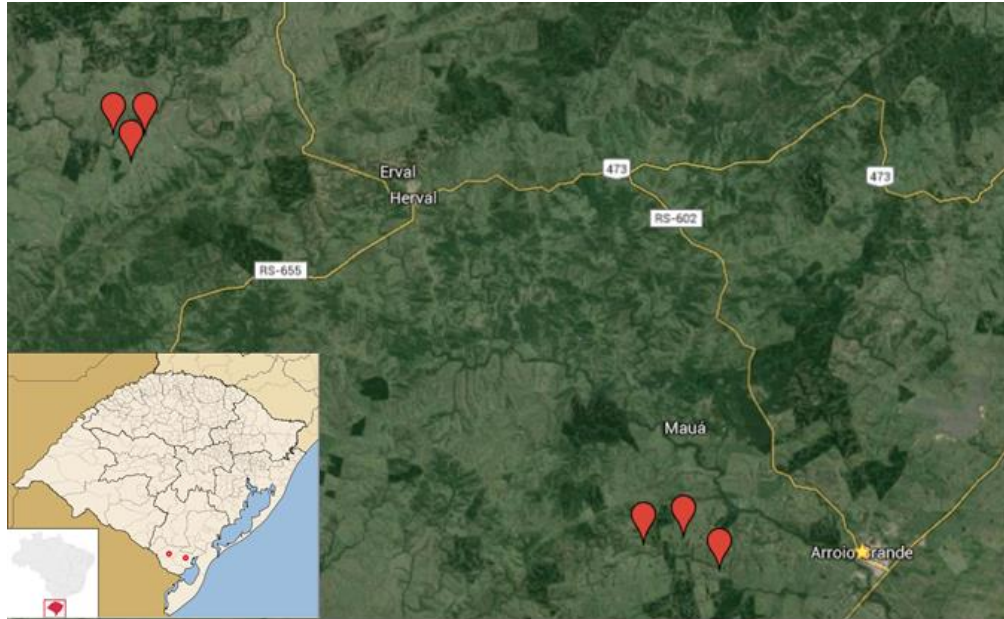 Erval
Herval
473
473
RS-602
RS-655
Mauá
Arroio Grande